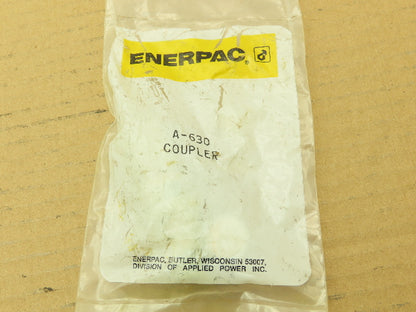 ENERPAC®
A-630
COUPLER
ENERPAC, BUTLER, WISCONSIN 53007,
DIVISION OF APPLIED POWER INC.